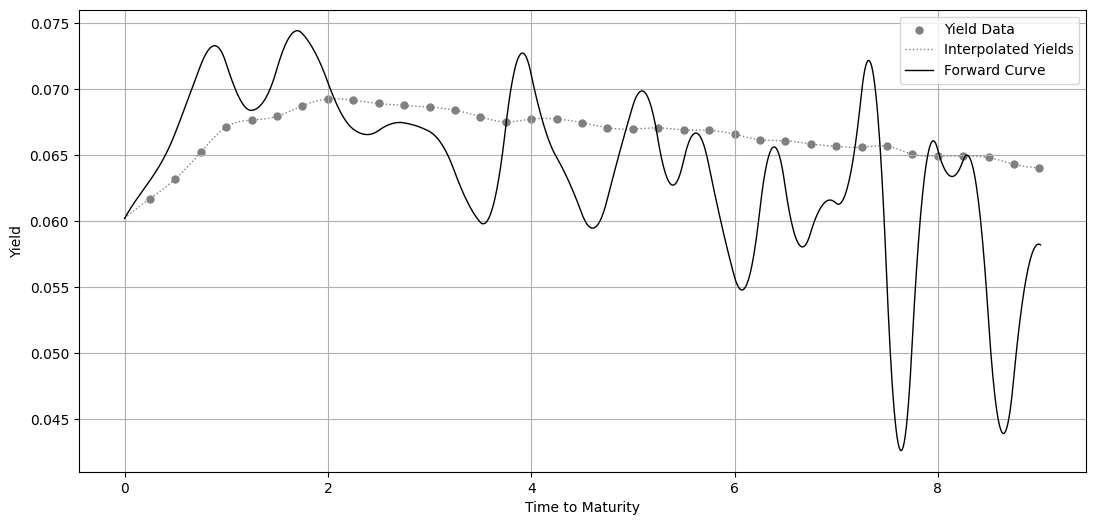 0.075
0.070
0.065
0.060
0.055
0.050
0.045
Yield
Yield Data
Interpolated Yields
Forward Curve
0 2 4 6 8
Time to Maturity